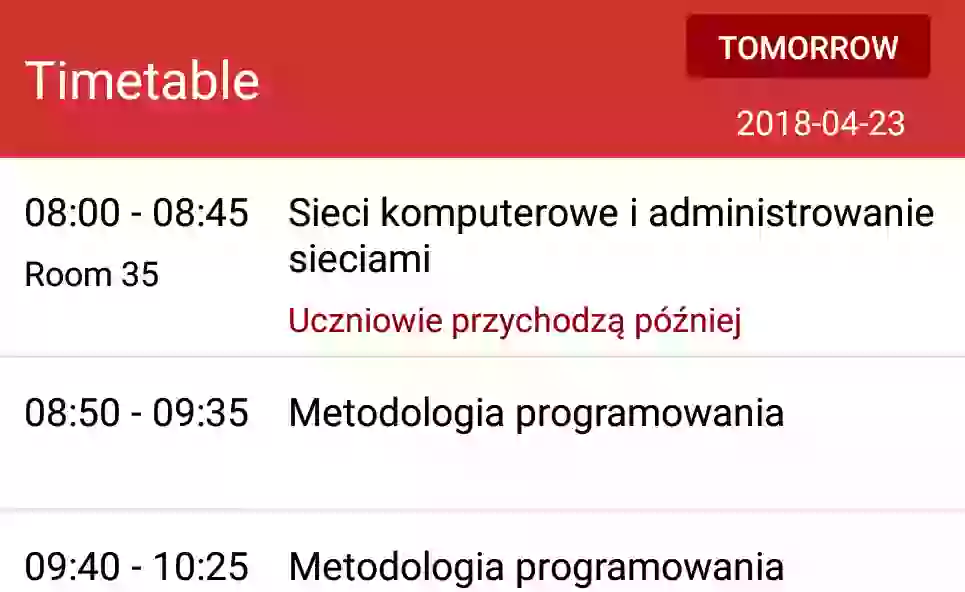 Timetable
TOMORROW
2018-04-23
08:00 - 08:45
Sieci komputerowe i administrowanie
sieciami
Room 35
Uczniowie przychodzą później
08:50 - 09:35
Metodologia programowania
09:40 - 10:25
Metodologia programowania